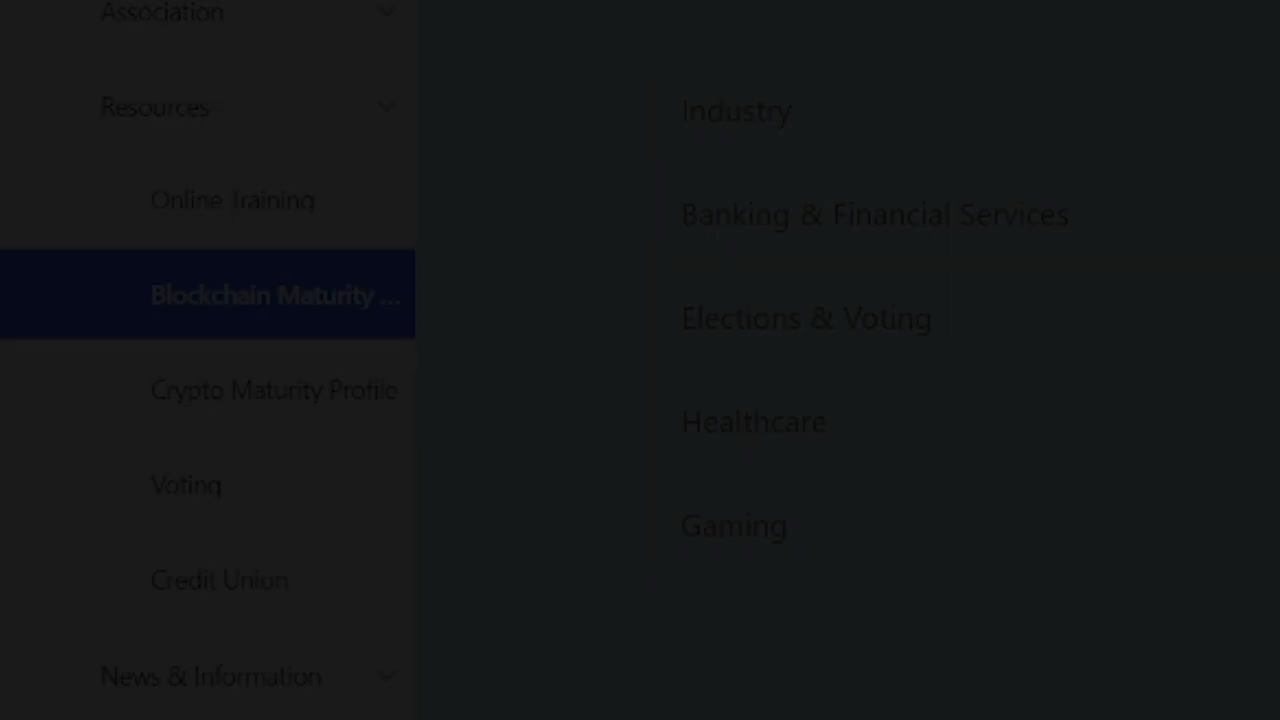 Association
Resources
Online Training
Blockchain Maturity ...
Crypto Maturity Profile
Voting
Credit Union
News & Information
Industry
Banking & Financial Services
Elections & Voting
Healthcare
Gaming